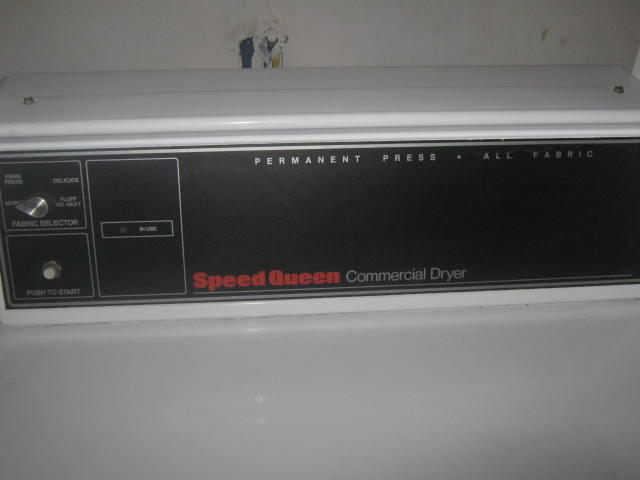 PERMANENT PRESS • ALL FABRIC
PERM PRESS
DELICATE
FLUFF
NO HEAT
FABRIC SELECTOR
IN USE
PUSH TO START
Speed Queen Commercial Dryer